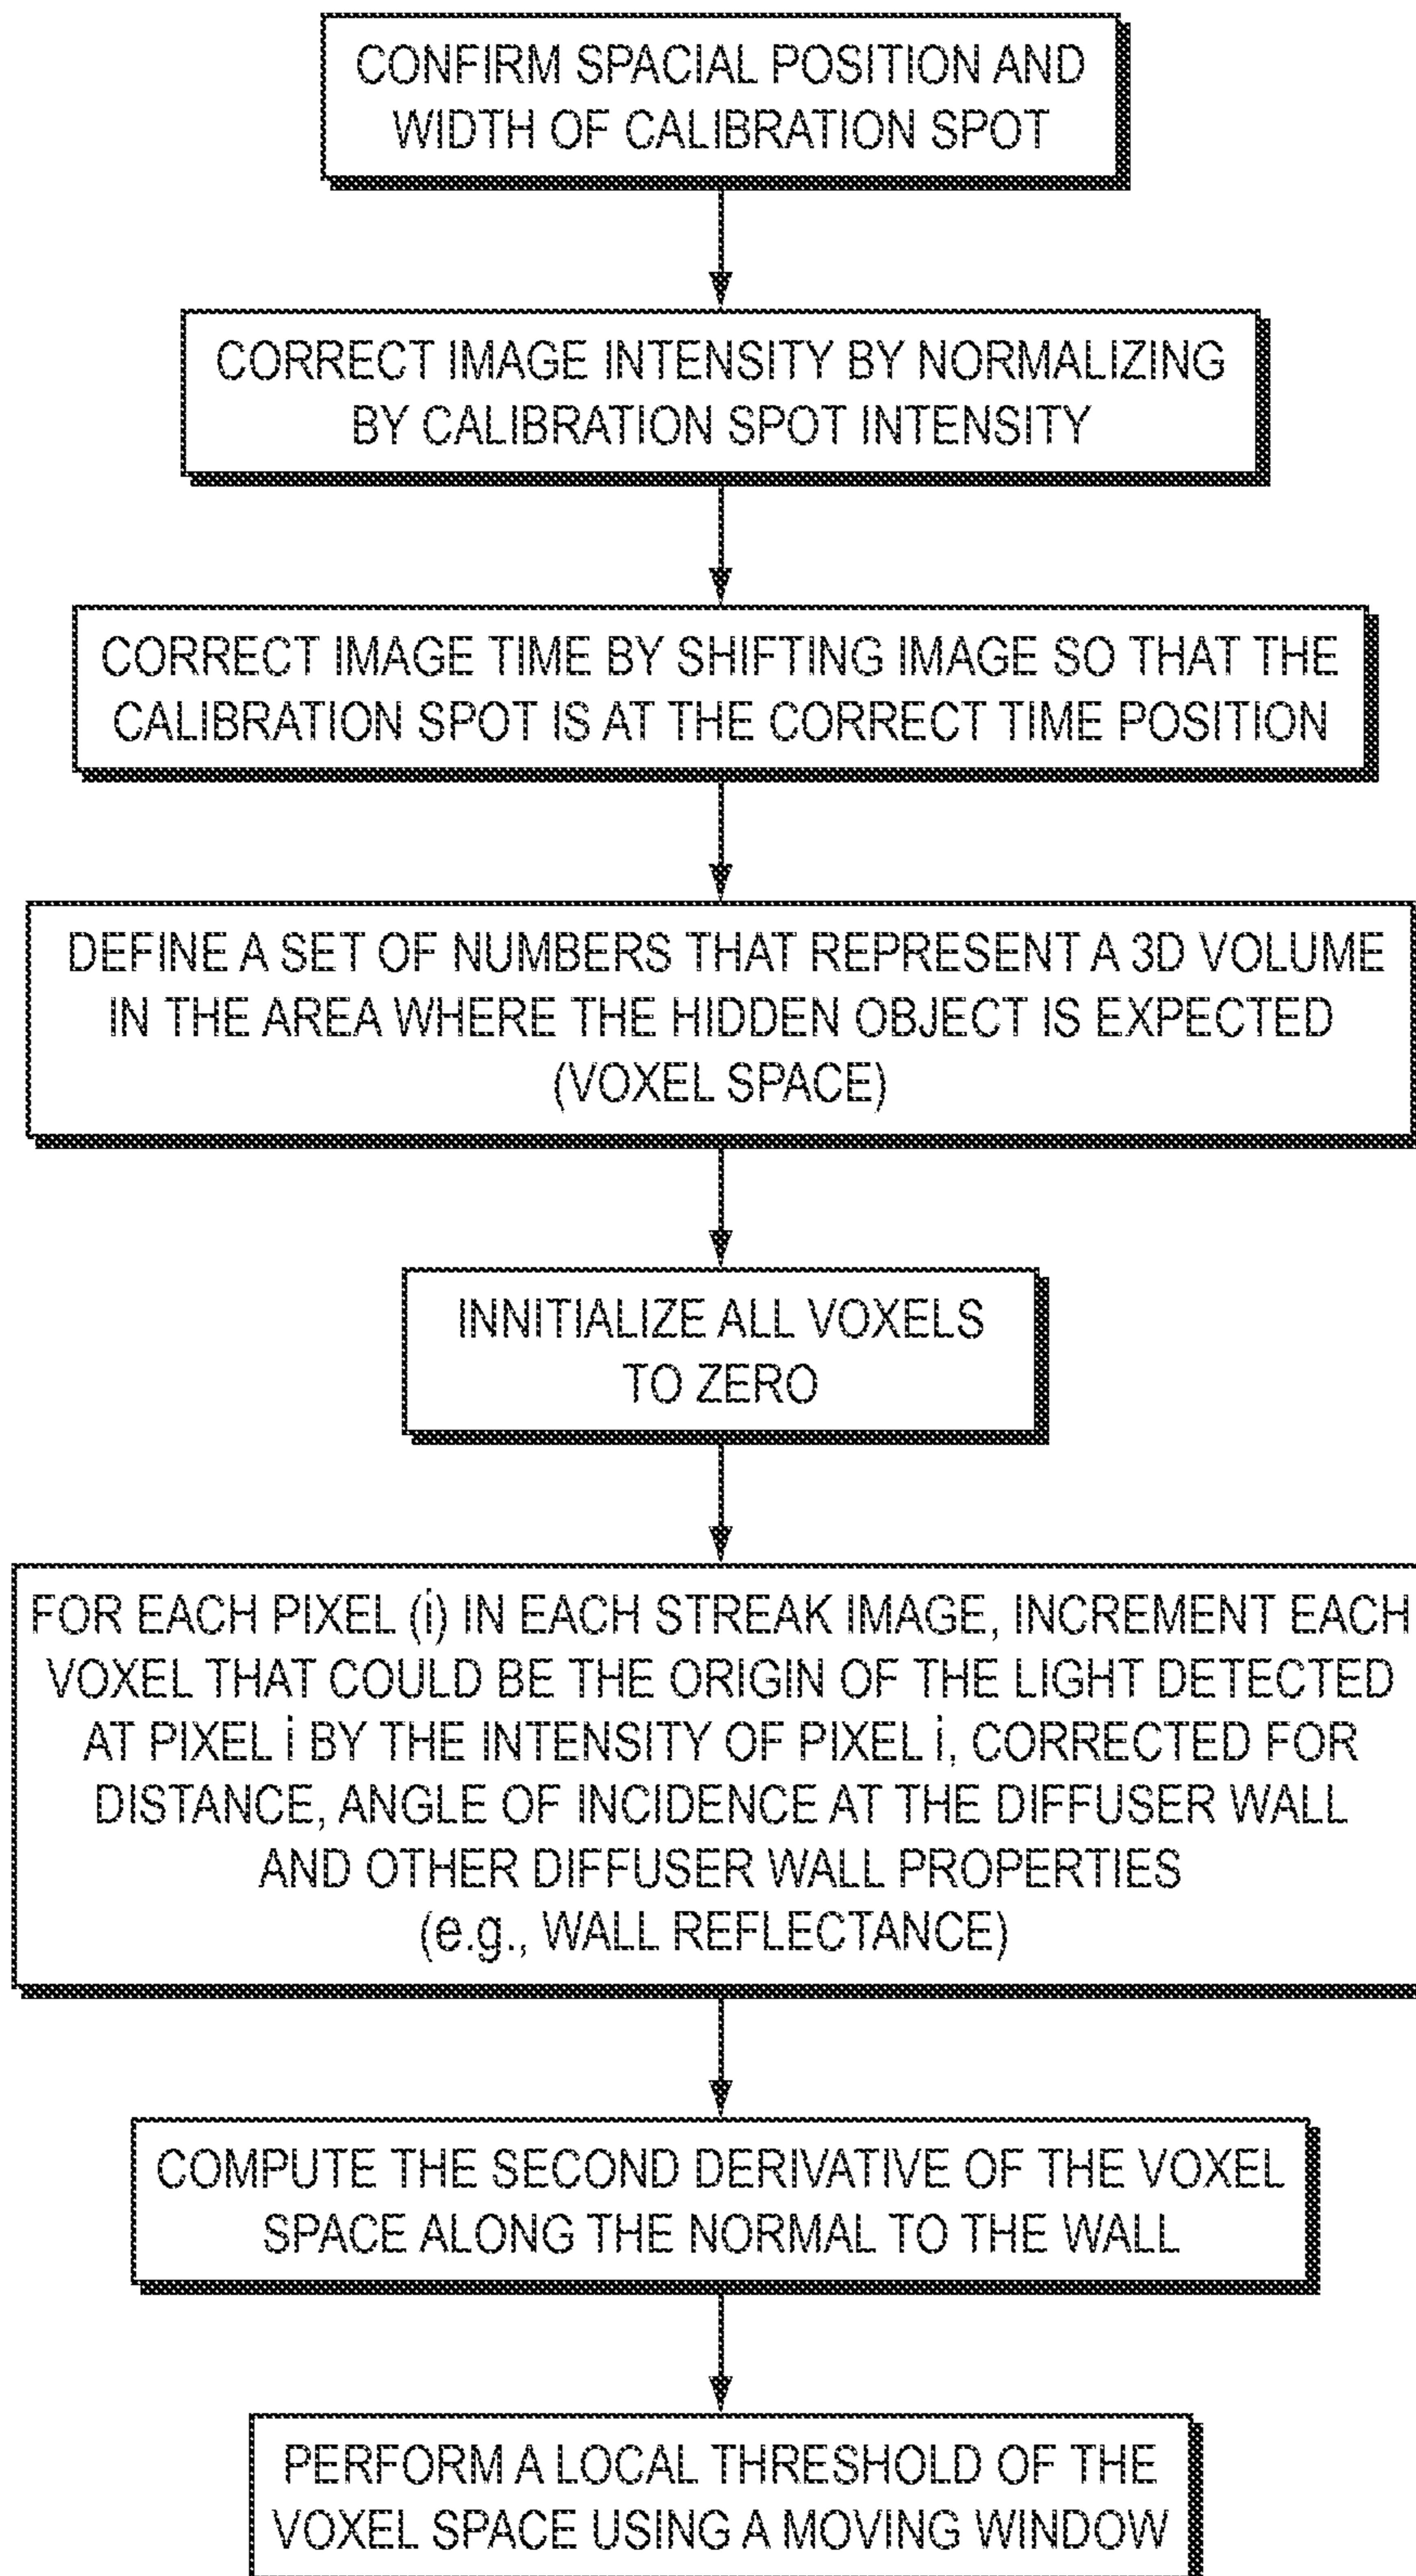 CONFIRM SPACIAL POSITION AND
WIDTH OF CALIBRATION SPOT
CORRECT IMAGE INTENSITY BY NORMALIZING
BY CALIBRATION SPOT INTENSITY
CORRECT IMAGE TIME BY SHIFTING IMAGE SO THAT THE
CALIBRATION SPOT IS AT THE CORRECT TIME POSITION
DEFINE A SET OF NUMBERS THAT REPRESENT A 3D VOLUME
IN THE AREA WHERE THE HIDDEN OBJECT IS EXPECTED
(VOXEL SPACE)
INNITIALIZE ALL VOXELS
TO ZERO
FOR EACH PIXEL (i) IN EACH STREAK IMAGE, INCREMENT EACH
VOXEL THAT COULD BE THE ORIGIN OF THE LIGHT DETECTED
AT PIXEL i BY THE INTENSITY OF PIXEL i, CORRECTED FOR
DISTANCE, ANGLE OF INCIDENCE AT THE DIFFUSER WALL
AND OTHER DIFFUSER WALL PROPERTIES
(e.g., WALL REFLECTANCE)
COMPUTE THE SECOND DERIVATIVE OF THE VOXEL
SPACE ALONG THE NORMAL TO THE WALL
PERFORM A LOCAL THRESHOLD OF THE
VOXEL SPACE USING A MOVING WINDOW